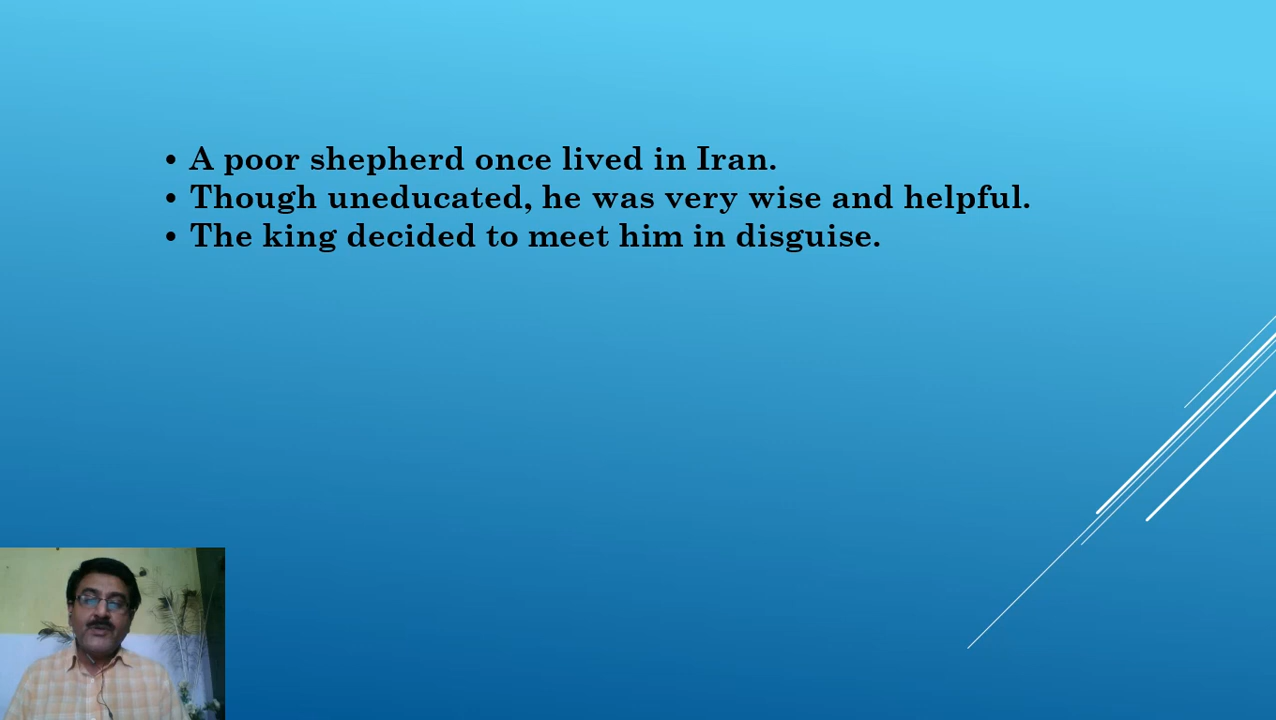 • A poor shepherd once lived in Iran.
• Though uneducated, he was very wise and helpful.
• The king decided to meet him in disguise.